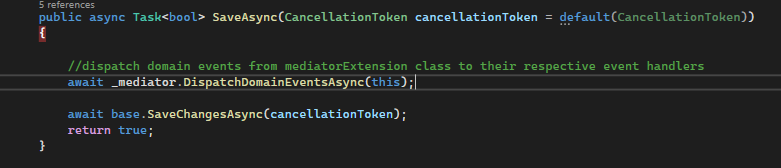 5 references
public async Task<bool> SaveAsync(CancellationToken cancellationToken = default(CancellationToken))
{
//dispatch domain events from mediatorExtension class to their respective event handlers
await _mediator.DispatchDomainEventsAsync(this);
await base.SaveChangesAsync(cancellationToken);
return true;
}